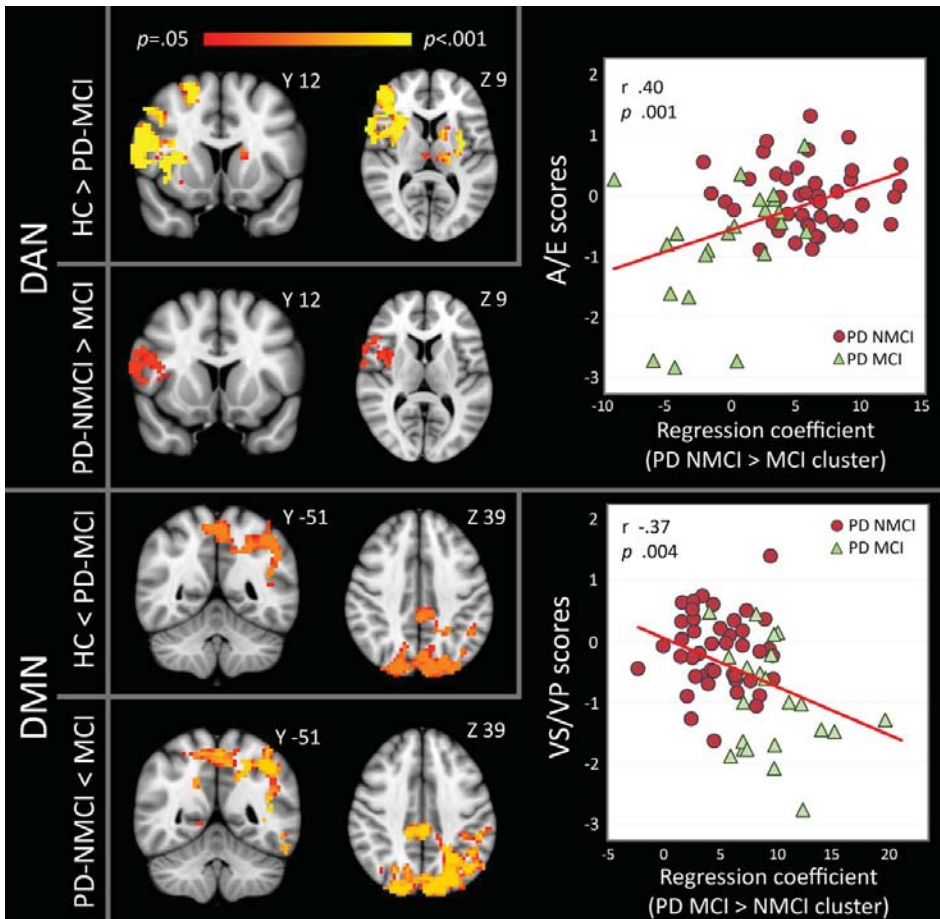 p=.05
p<.001
DAN
HC > PD-MCI
Y 12
Z 9
PD-NMCI > MCI
Y 12
Z 9
r .40
p .001
A/E scores
2
1
0
-1
-2
-3
-10
-5
0
5
10
15
PD NMCI
PD MCI
Regression coefficient
(PD NMCI > MCI cluster)
DMN
HC < PD-MCI
Y -51
Z 39
PD-NMCI < MCI
Y -51
Z 39
r -.37
p .004
PD NMCI
PD MCI
VS/VP scores
2
1
0
-1
-2
-3
0
5
10
15
20
Regression coefficient
(PD MCI > NMCI cluster)